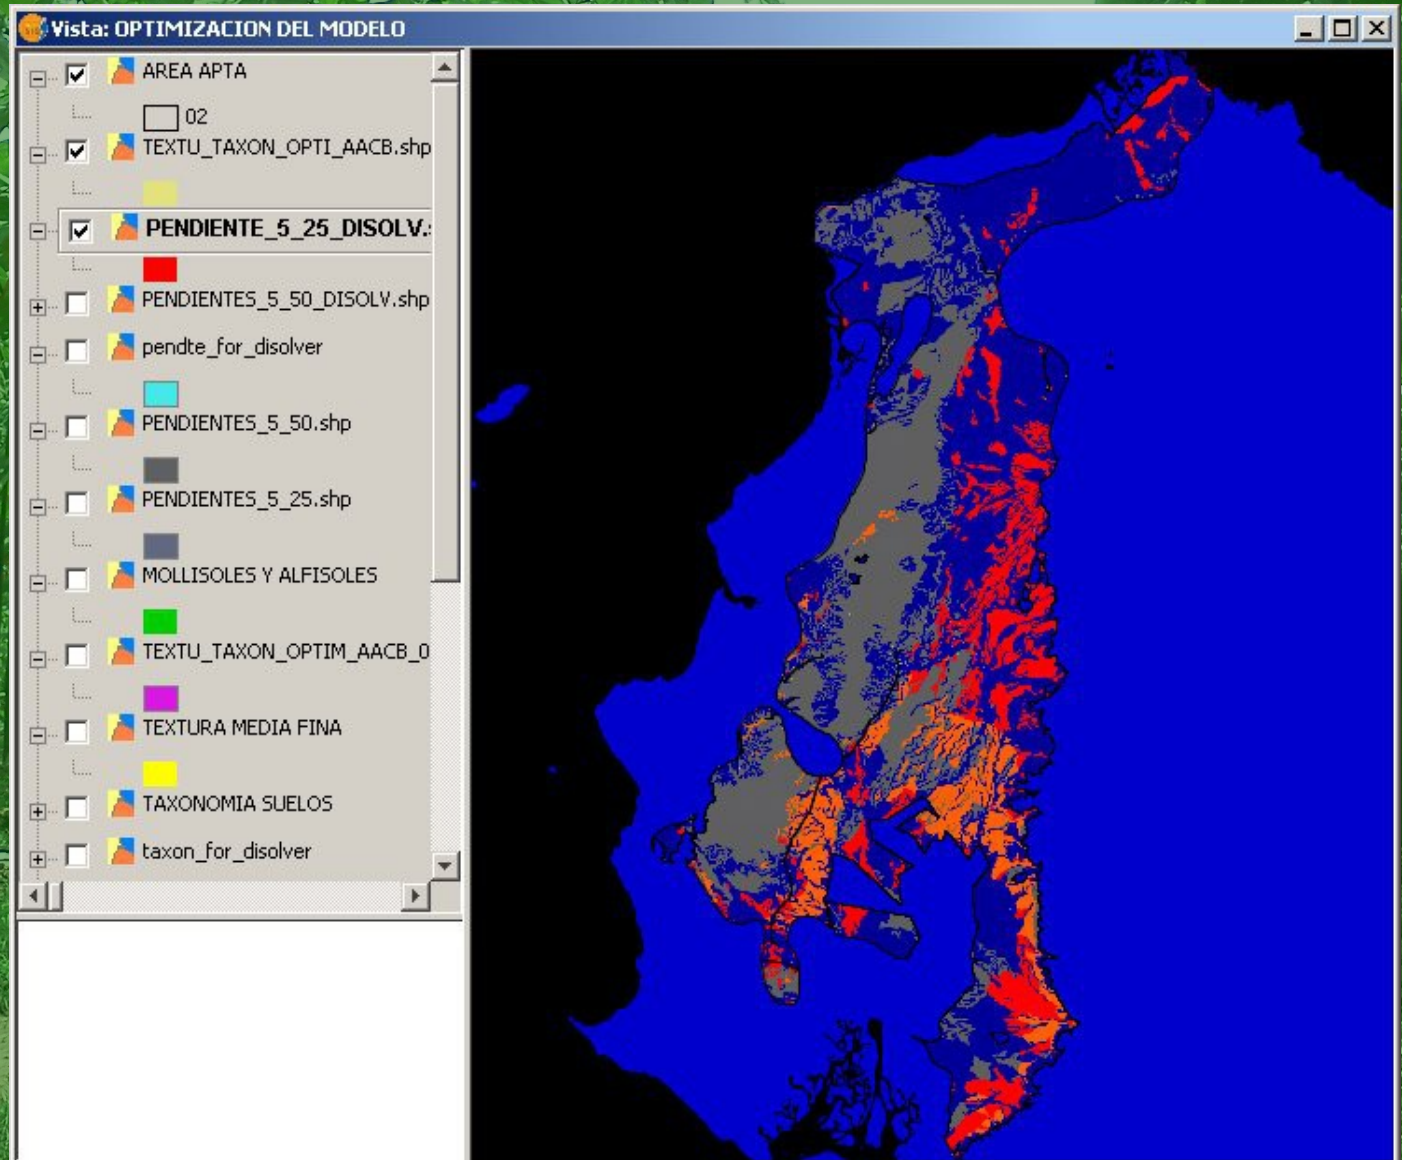 Vista: OPTIMIZACION DEL MODELO
AREA APTA
02
TEXTU_TAXON_OPTI_AACB.shp
PENDIENTE_5_25_DISOLV.
PENDIENTES_5_50_DISOLV.shp
pendte_for_disolver
PENDIENTES_5_50.shp
PENDIENTES_5_25.shp
MOLLISOLES Y ALFISOLES
TEXTU_TAXON_OPTIM_AACB_0
TEXTURA MEDIA FINA
TAXONOMIA SUELOS
taxon_for_disolver